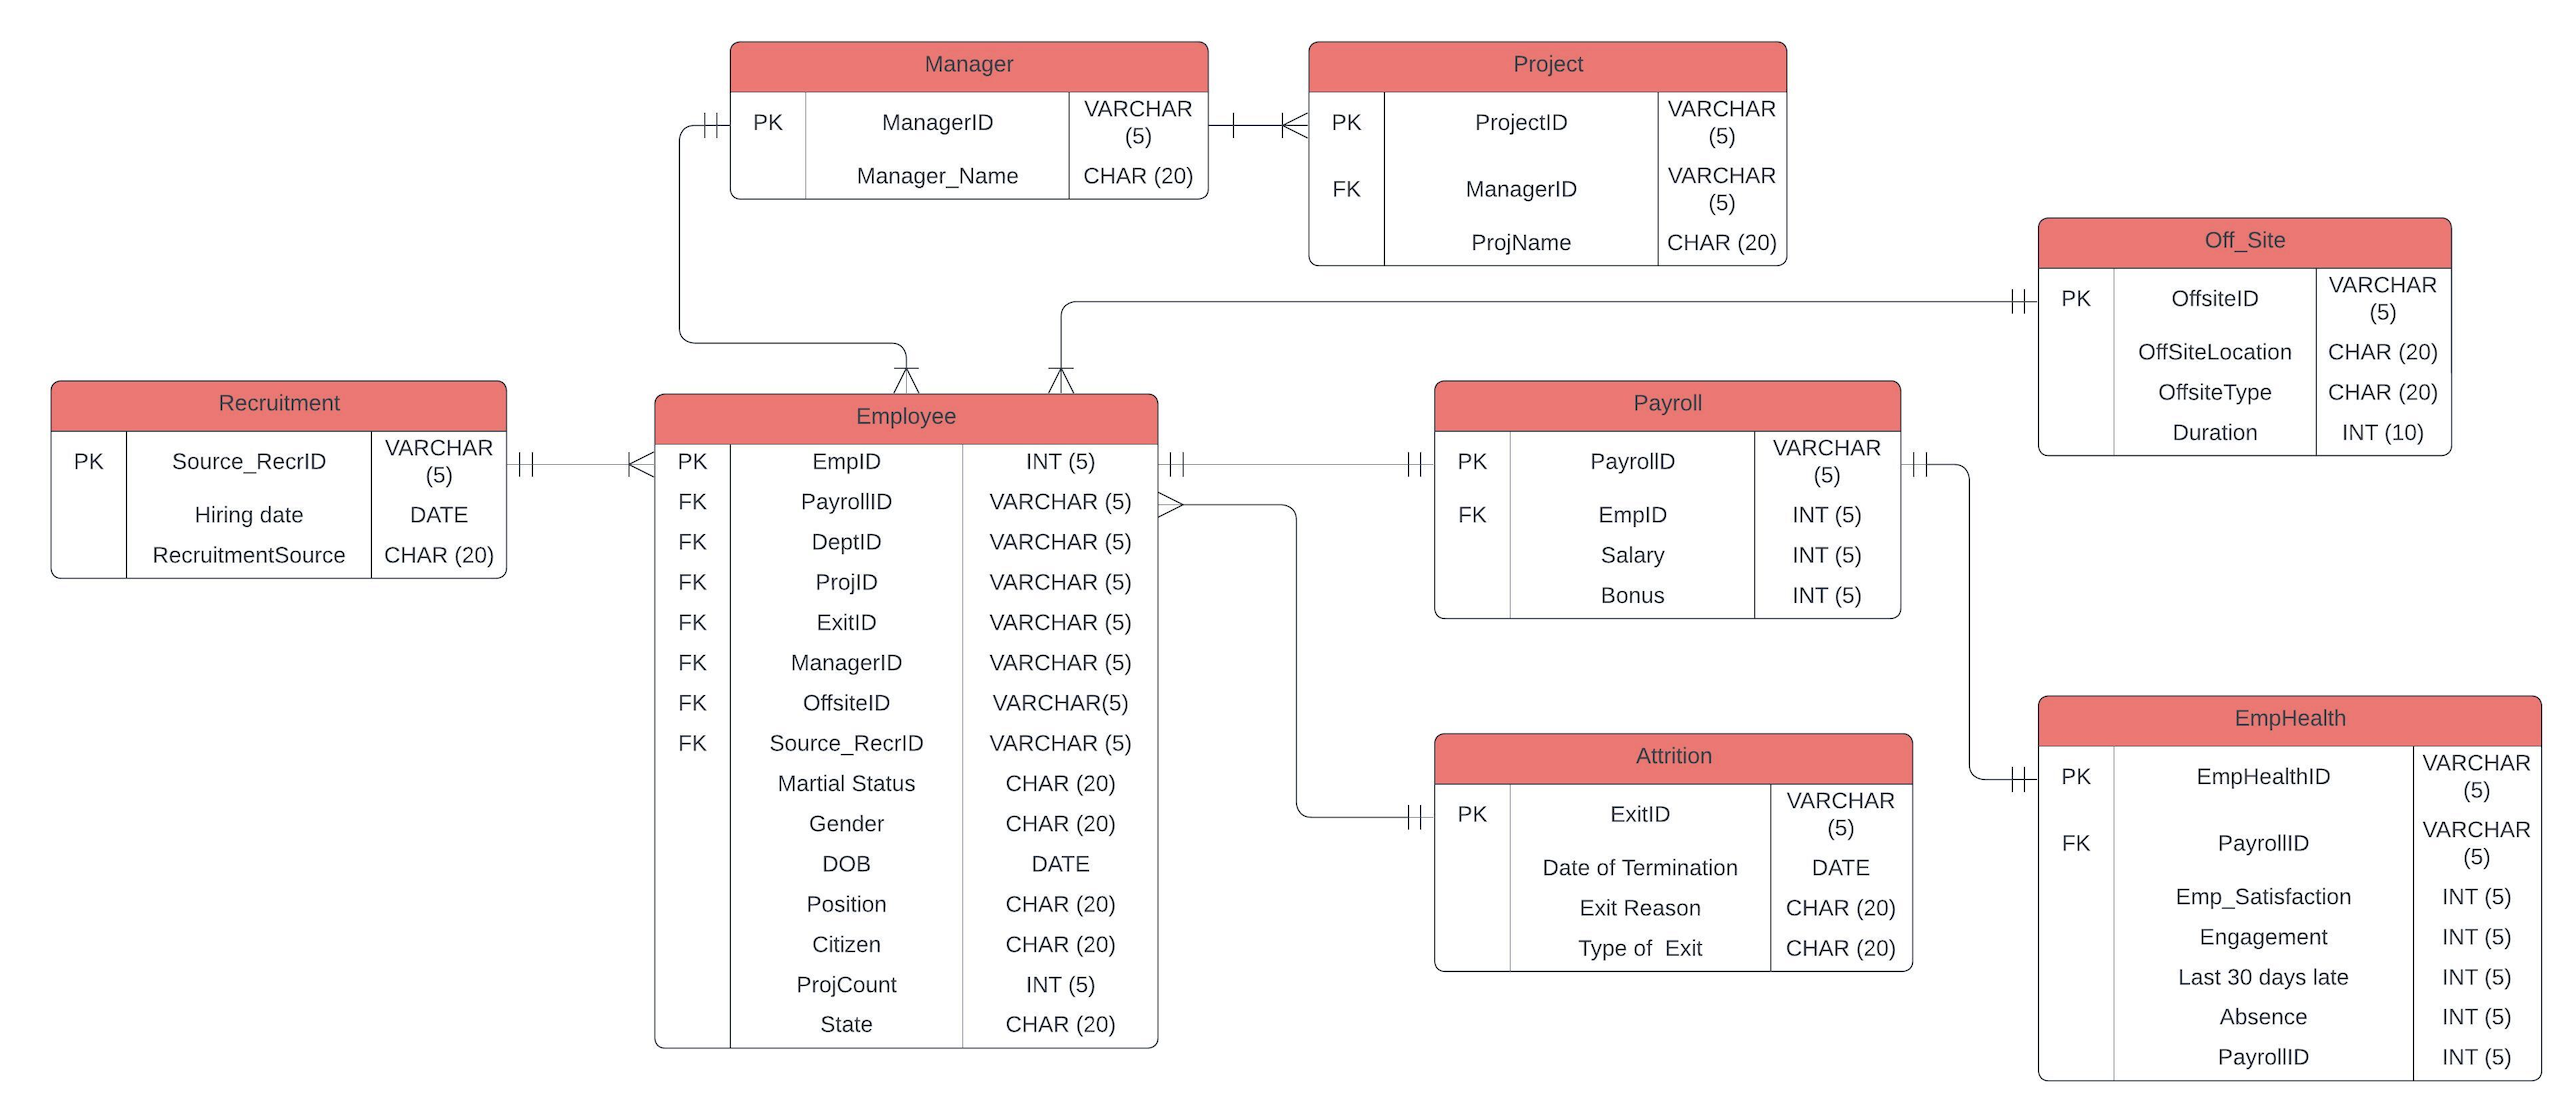 Manager
PK ManagerID VARCHAR
(5)
Manager_Name CHAR (20)
Project
PK ProjectID VARCHAR
(5)
FK ManagerID VARCHAR
(5)
ProjName CHAR (20)
Off_Site
PK OffsiteID VARCHAR
(5)
OffSiteLocation CHAR (20)
OffsiteType CHAR (20)
Duration INT (10)
Recruitment
PK Source_RecrID VARCHAR
(5)
Hiring date DATE
RecruitmentSource CHAR (20)
Employee
PK EmpID INT (5)
FK PayrollID VARCHAR (5)
FK DeptID VARCHAR (5)
FK ProjID VARCHAR (5)
FK ExitID VARCHAR (5)
FK ManagerID VARCHAR (5)
FK OffsiteID VARCHAR(5)
FK Source_RecrID VARCHAR (5)
Martial Status CHAR (20)
Gender CHAR (20)
DOB DATE
Position CHAR (20)
Citizen CHAR (20)
ProjCount INT (5)
State CHAR (20)
Payroll
PK PayrollD VARCHAR
(5)
FK EmpID INT (5)
Salary INT (5)
Bonus INT (5)
Attrition
PK ExitID VARCHAR
(5)
Date of Termination DATE
Exit Reason CHAR (20)
Type of Exit CHAR (20)
EmpHealth
PK EmpHealthID VARCHAR
(5)
FK PayrollID VARCHAR
(5)
Emp_Satisfaction INT (5)
Engagement INT (5)
Last 30 days late INT (5)
Absence INT (5)
PayrollID INT (5)